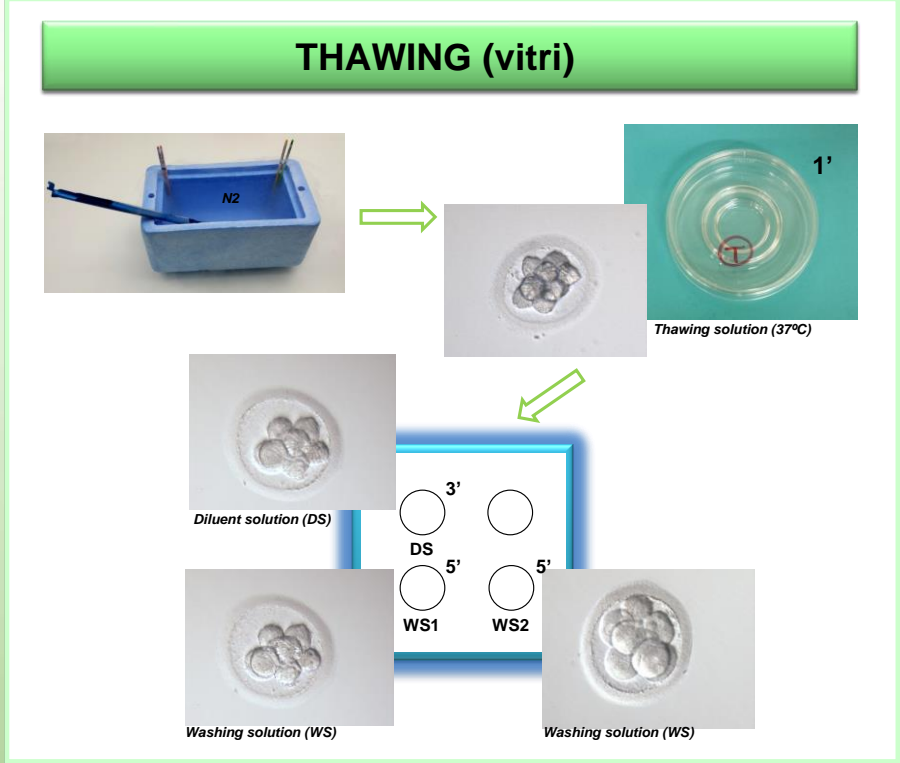 THAWING (vitri)
N2
1’
T
Thawing solution (37ºC)
Diluent solution (DS)
3’
DS
5’
5’
WS1
WS2
Washing solution (WS)
Washing solution (WS)